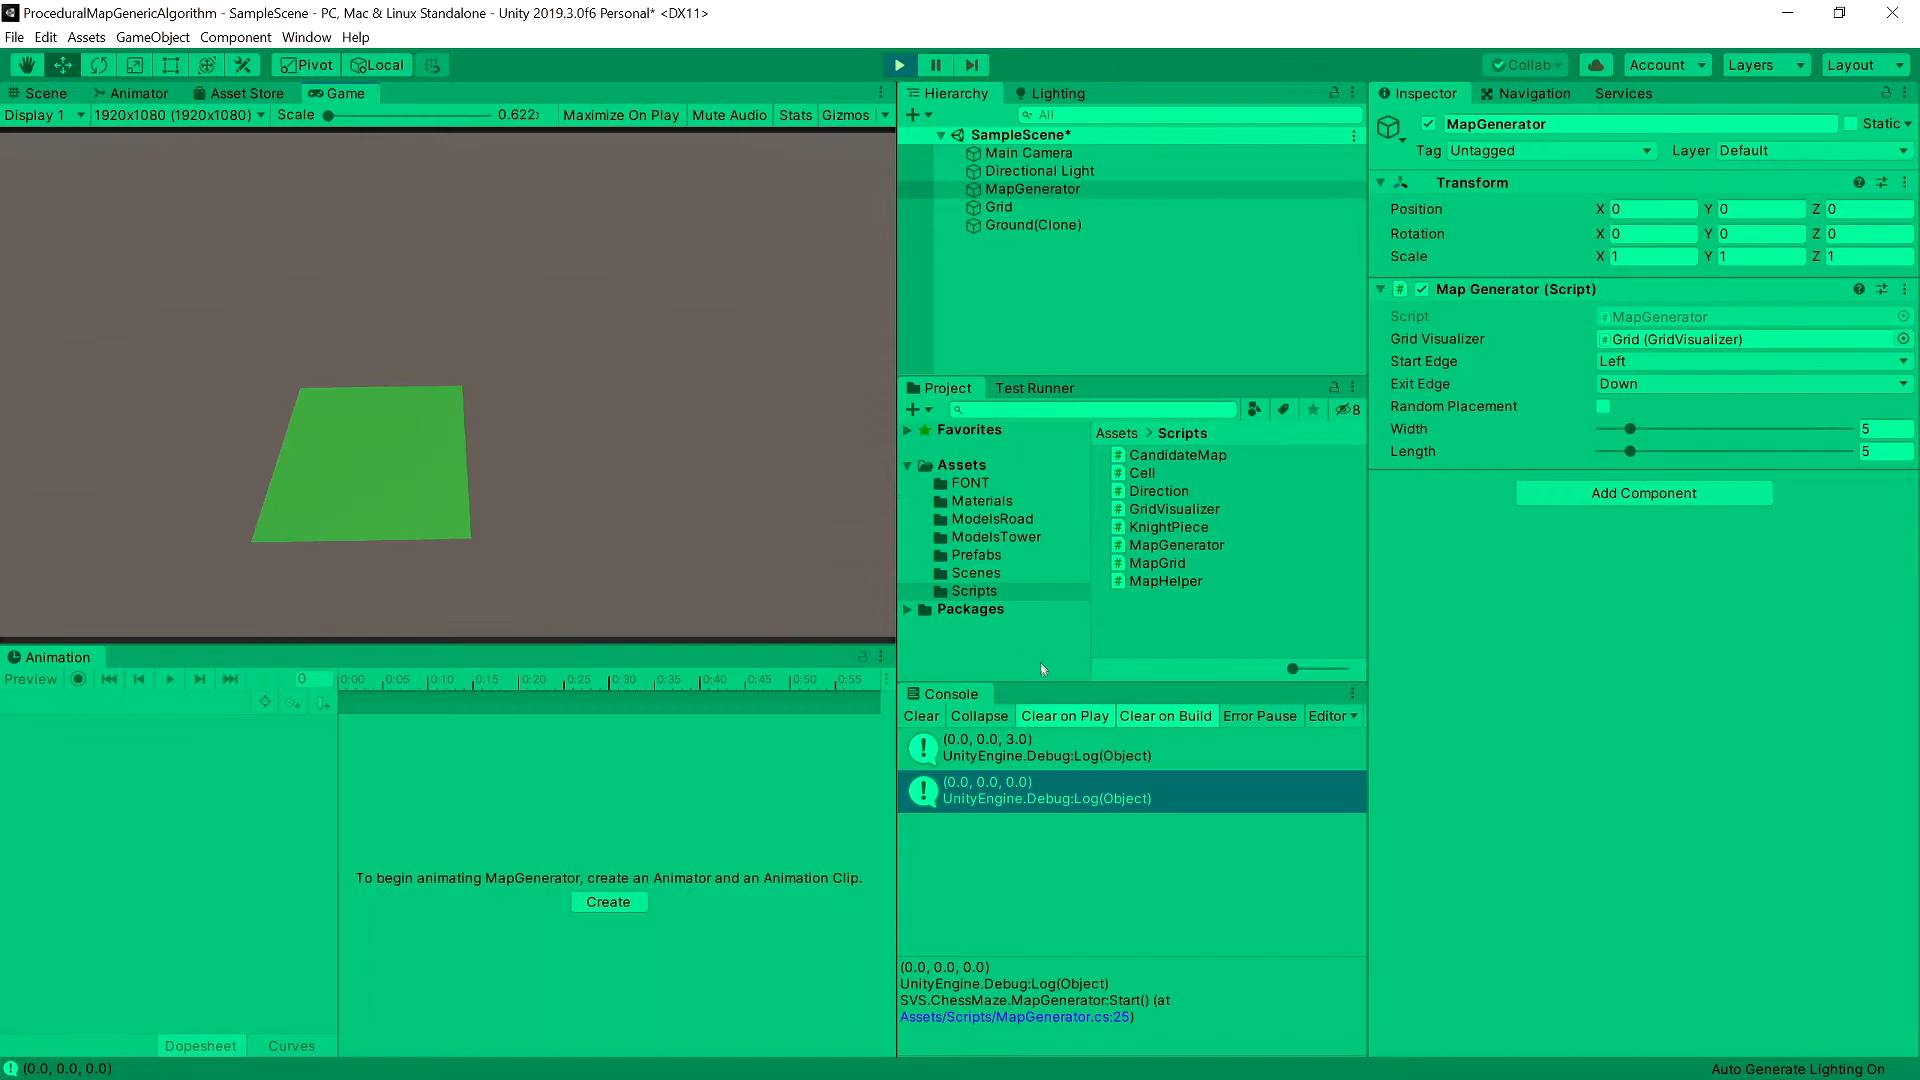 ProceduralMapGenericAlgorithm - SampleScene - PC, Mac & Linux Standalone - Unity 2019.3.0f6 Personal* <DX11>
File Edit Assets GameObject Component Window Help
Pivot Local Collab Account Layers Layout
Scene Animator Asset Store Game
Display 1 1920x1080 (1920x1080) Scale 0.622x Maximize On Play Mute Audio Stats Gizmos
Hierarchy Lighting
All
SampleScene*
Main Camera
Directional Light
MapGenerator
Grid
Ground(Clone)
Project Test Runner
8
Favorites
Assets
FONT
Materials
ModelsRoad
ModelsTower
Prefabs
Scenes
Scripts
Packages
Assets > Scripts
CandidateMap
Cell
Direction
GridVisualizer
KnightPiece
MapGenerator
MapGrid
MapHelper
Inspector Navigation Services
MapGenerator Static
Tag Untagged Layer Default
Transform
Position X 0 Y 0 Z 0
Rotation X 0 Y 0 Z 0
Scale X 1 Y 1 Z 1
# Map Generator (Script)
Script # MapGenerator
Grid Visualizer # Grid (GridVisualizer)
Start Edge Left
Exit Edge Down
Random Placement
Width 5
Length 5
Add Component
Animation
Preview 0 0:00 0:05 0:10 0:15 0:20 0:25 0:30 0:35 0:40 0:45 0:50 0:55
To begin animating MapGenerator, create an Animator and an Animation Clip.
Create
Dopesheet Curves
Console
Clear Collapse Clear on Play Clear on Build Error Pause Editor
(0.0, 0.0, 3.0)
UnityEngine.Debug:Log(Object)
(0.0, 0.0, 0.0)
UnityEngine.Debug:Log(Object)
(0.0, 0.0, 0.0)
UnityEngine.Debug:Log(Object)
SVS.ChessMaze.MapGenerator:Start() (at
Assets/Scripts/MapGenerator.cs:25)
(0.0, 0.0, 0.0)
Auto Generate Lighting On